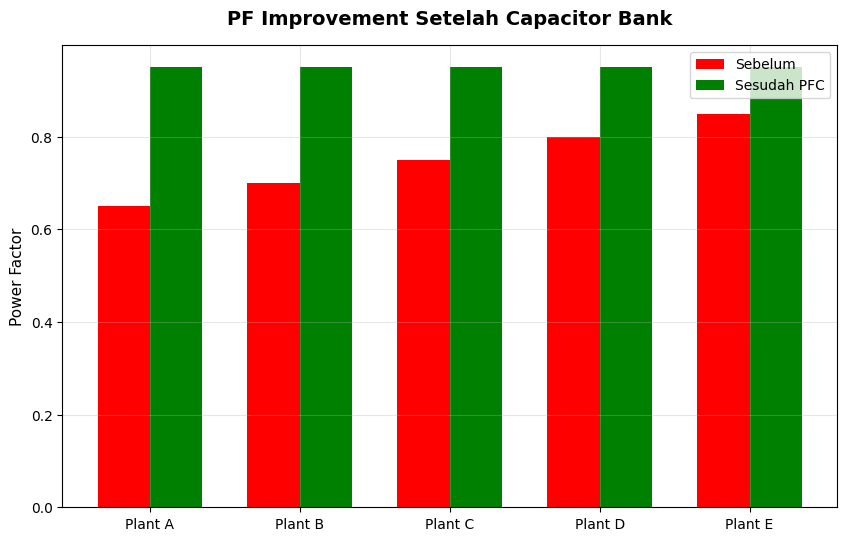 PF Improvement Setelah Capacitor Bank
Sebelum
Sesudah PFC
Power Factor
0.8
0.6
0.4
0.2
0.0
Plant A
Plant B
Plant C
Plant D
Plant E